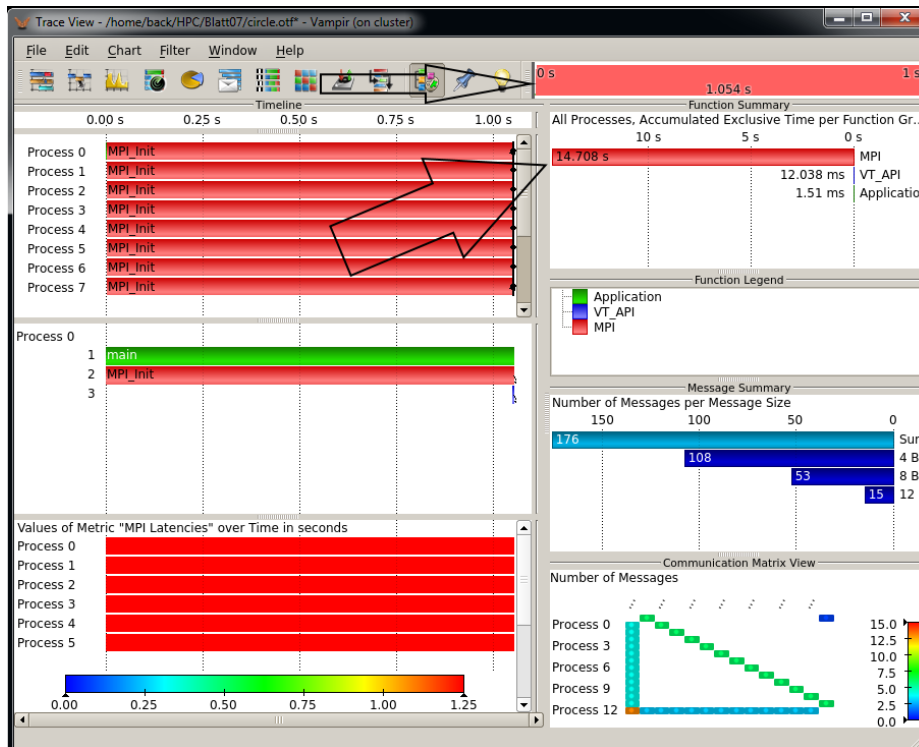 Trace View - /home/back/HPC/Blatt07/circle.otf* - Vampir (on cluster)
File Edit Chart Filter Window Help
0 s 1 s
1.054 s
Timeline
0.00 s 0.25 s 0.50 s 0.75 s 1.00 s
Process 0 MPI_Init
Process 1 MPI_Init
Process 2 MPI_Init
Process 3 MPI_Init
Process 4 MPI_Init
Process 5 MPI_Init
Process 6 MPI_Init
Process 7 MPI_Init
Process 0
1 main
2 MPI_Init
3
Values of Metric "MPI Latencies" over Time in seconds
Process 0
Process 1
Process 2
Process 3
Process 4
Process 5
0.00 0.25 0.50 0.75 1.00 1.25
Function Summary
All Processes, Accumulated Exclusive Time per Function Gr...
10 s 5 s 0 s
14.708 s MPI
12.038 ms VT_API
1.51 ms Applicatio
Function Legend
Application
VT_API
MPI
Message Summary
Number of Messages per Message Size
150 100 50 0
176 Sur
108 4 B
53 8 B
15 12
Communication Matrix View
Number of Messages
Process 0
Process 3
Process 6
Process 9
Process 12
15.0
12.5
10.0
7.5
5.0
2.5
0.0